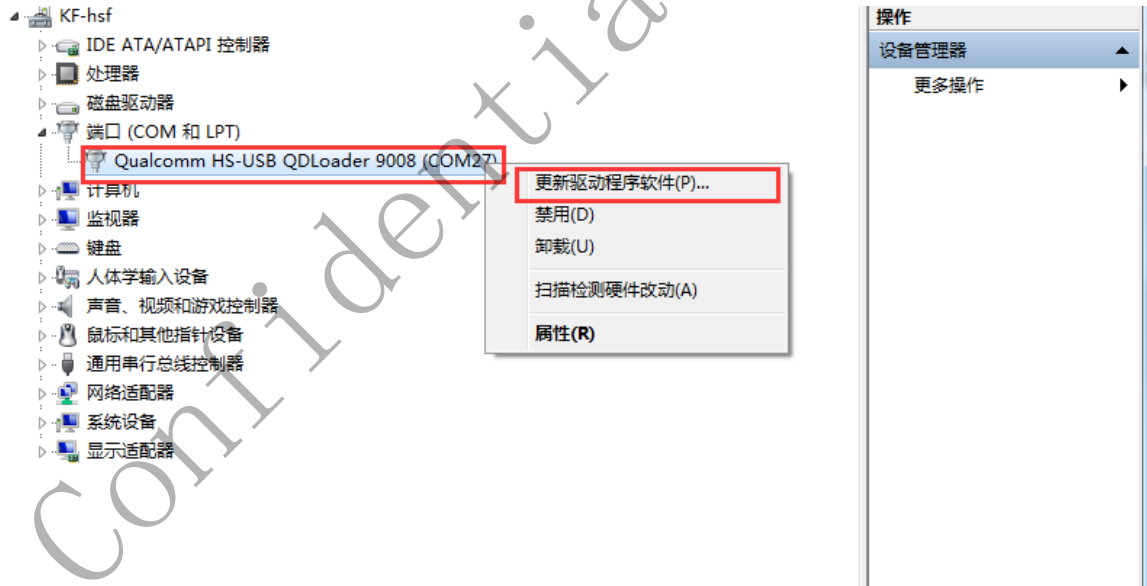 KF-hsf
IDE ATA/ATAPI 控制器
处理器
磁盘驱动器
端口 (COM 和 LPT)
Qualcomm HS-USB QDLoader 9008 (COM27)
计算机
监视器
键盘
人体学输入设备
声音、视频和游戏控制器
鼠标和其他指针设备
通用串行总线控制器
网络适配器
系统设备
显示适配器
更新驱动程序软件(P)...
禁用(D)
卸载(U)
扫描检测硬件改动(A)
属性(R)
操作
设备管理器
更多操作
Confidentia